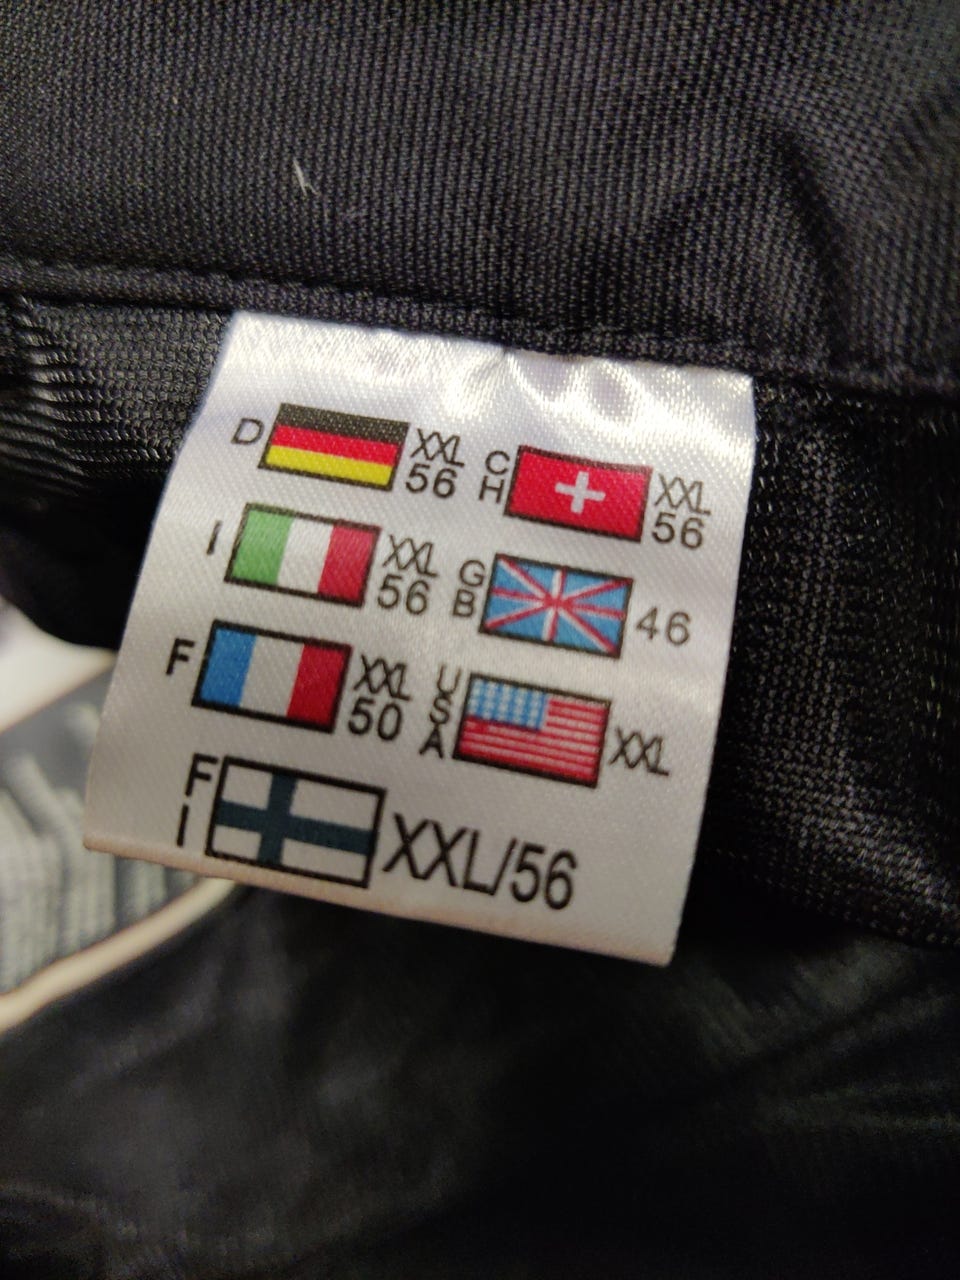 D XXL 56
CH XXL 56
I XXL 56
GB 46
F XXL 50
USA XXL
FI XXL/56